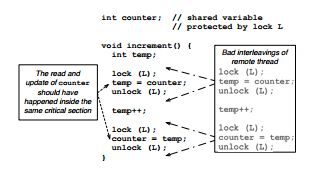 int counter; // shared variable
// protected by lock L
void increment() {
int temp;
lock (L);
temp = counter;
unlock (L);
temp++;
lock (L);
counter = temp;
unlock (L);
}
The read and
update of counter
should have
happened inside the
same critical section
Bad interleavings of
remote thread
lock (L);
temp = counter;
unlock (L);
temp++;
lock (L);
counter = temp;
unlock (L);